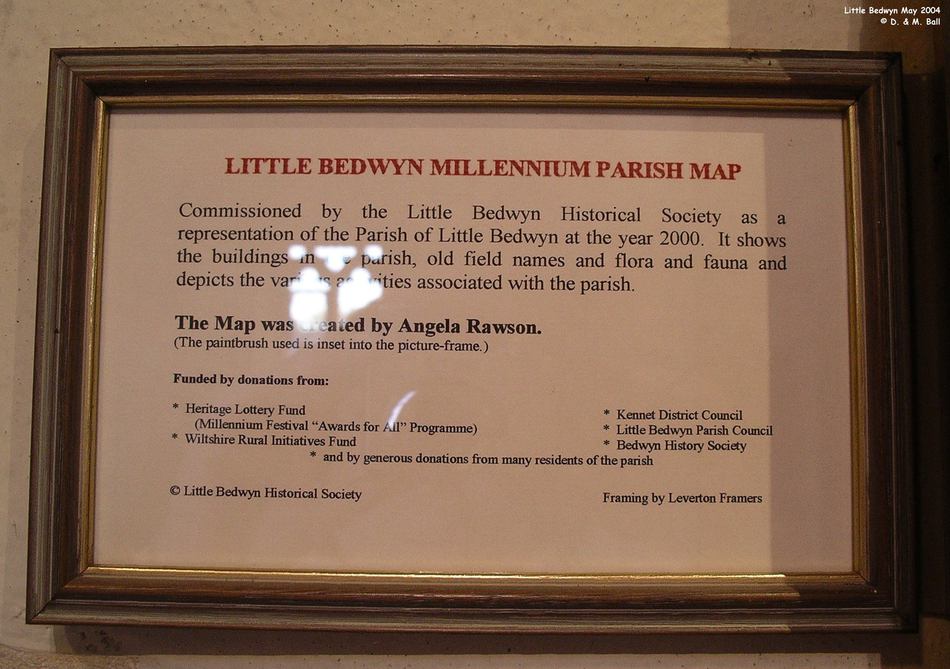 Little Bedwyn May 2004
© D. & M. Ball
LITTLE BEDWYN MILLENNIUM PARISH MAP
Commissioned by the Little Bedwyn Historical Society as a
representation of the Parish of Little Bedwyn at the year 2000. It shows
the buildings in the parish, old field names and flora and fauna and
depicts the various activities associated with the parish.
The Map was created by Angela Rawson.
(The paintbrush used is inset into the picture-frame.)
Funded by donations from:
* Heritage Lottery Fund
(Millennium Festival “Awards for All” Programme)
* Wiltshire Rural Initiatives Fund
* Kennet District Council
* Little Bedwyn Parish Council
* Bedwyn History Society
* and by generous donations from many residents of the parish
© Little Bedwyn Historical Society
Framing by Leverton Framers